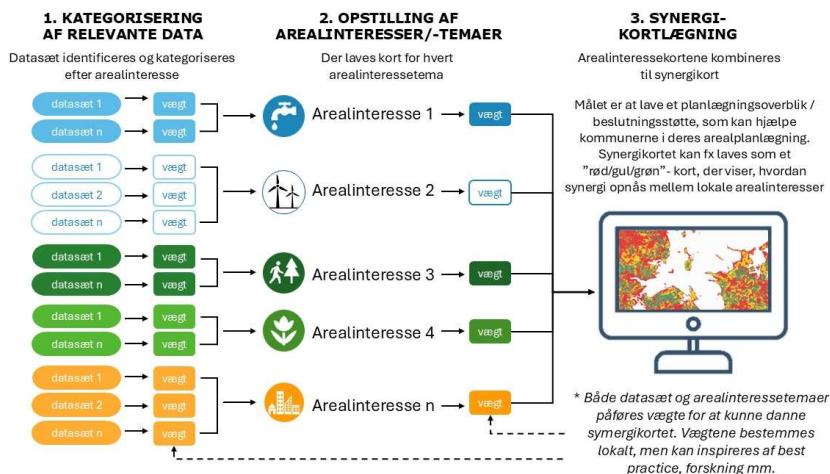 1. KATEGORISERING
AF RELEVANTE DATA
Datasæt identificeres og kategoriseres
efter arealinteresse
datasæt 1
vægt
datasæt n
vægt
datasæt 1
vægt
datasæt 2
vægt
datasæt n
vægt
datasæt 1
vægt
datasæt n
vægt
datasæt 1
vægt
datasæt n
vægt
datasæt 1
vægt
datasæt 2
vægt
datasæt n
vægt
2. OPSTILLING AF
AREALINTERESSER/-TEMAER
Der laves kort for hvert
arealinteressetema
Arealinteresse 1
vægt
Arealinteresse 2
vægt
Arealinteresse 3
vægt
Arealinteresse 4
vægt
Arealinteresse n
vægt
3. SYNERGI-
KORTLÆGNING
Arealinteressekortene kombineres
til synergikort
Målet er at lave et planlægningsoverblik /
beslutningsstøtte, som kan hjælpe
kommunerne i deres arealplanlægning.
Synergikortet kan fx laves som et
”rød/gul/grøn”- kort, der viser, hvordan
synergi opnås mellem lokale arealinteresser
* Både datasæt og arealinteressetemaer
påføres vægte for at kunne danne
symergikortet. Vægtene bestemmes
lokalt, men kan inspireres af best
practice, forskning mm.